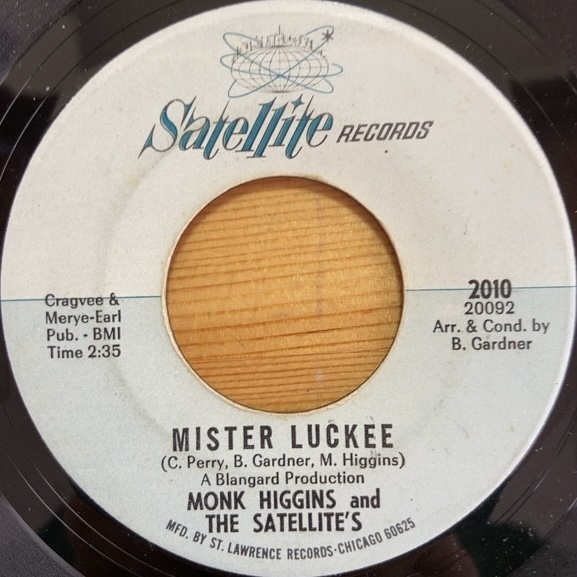 Satellite RECORDS
Cragvee &
Merye-Earl
Pub. - BMI
Time 2:35
2010
20092
Arr. & Cond. by
B. Gardner
MISTER LUCKEE
(C. Perry, B. Gardner, M. Higgins)
A Blangard Production
MONK HIGGINS and
THE SATELLITE'S
MFD. BY ST. LAWRENCE RECORDS-CHICAGO 60625